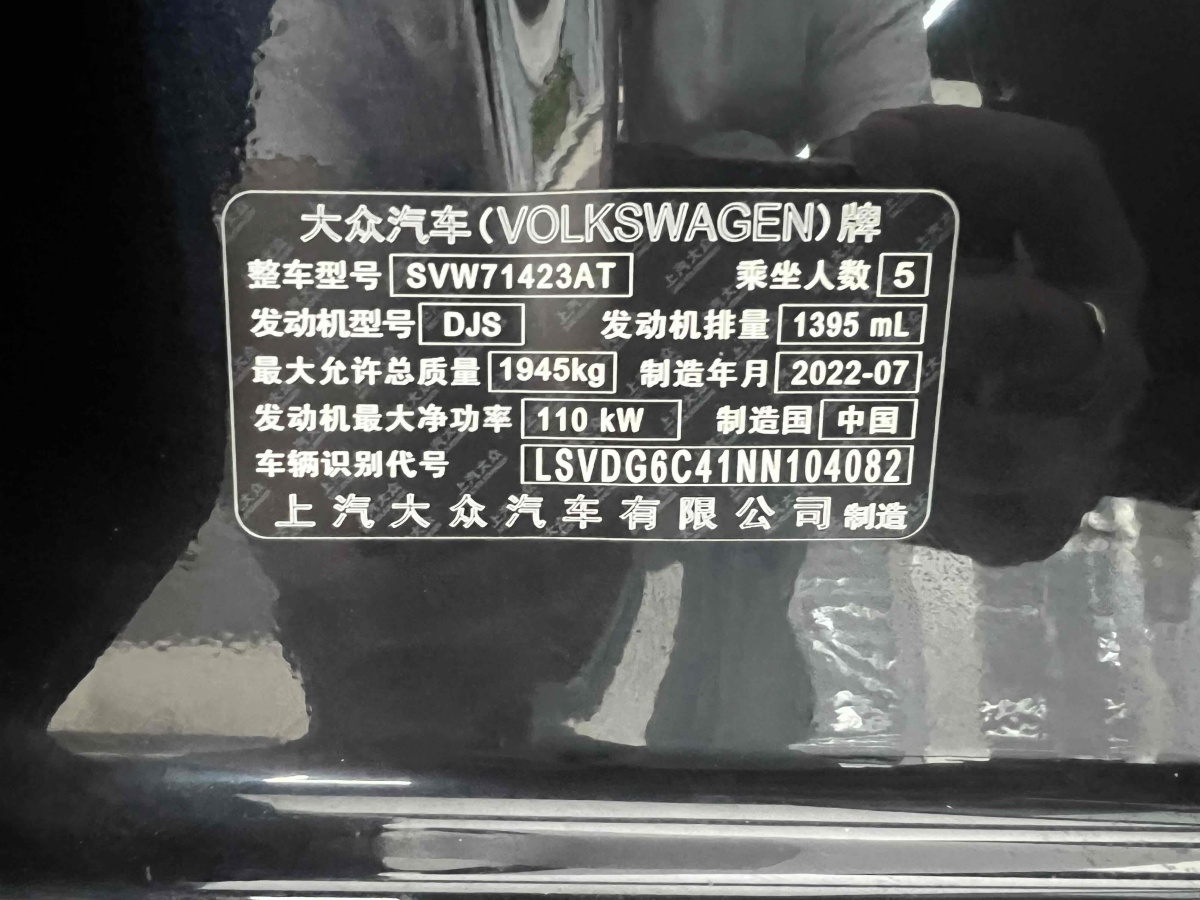 大众汽车(VOLKSWAGEN)牌
整车型号 SVW71423AT 乘坐人数 5
发动机型号 DJS 发动机排量 1395 mL
最大允许总质量 1945kg 制造年月 2022-07
发动机最大净功率 110 kW 制造国 中国
车辆识别代号 LSVDG6C41NN104082
上汽大众汽车有限公司制造